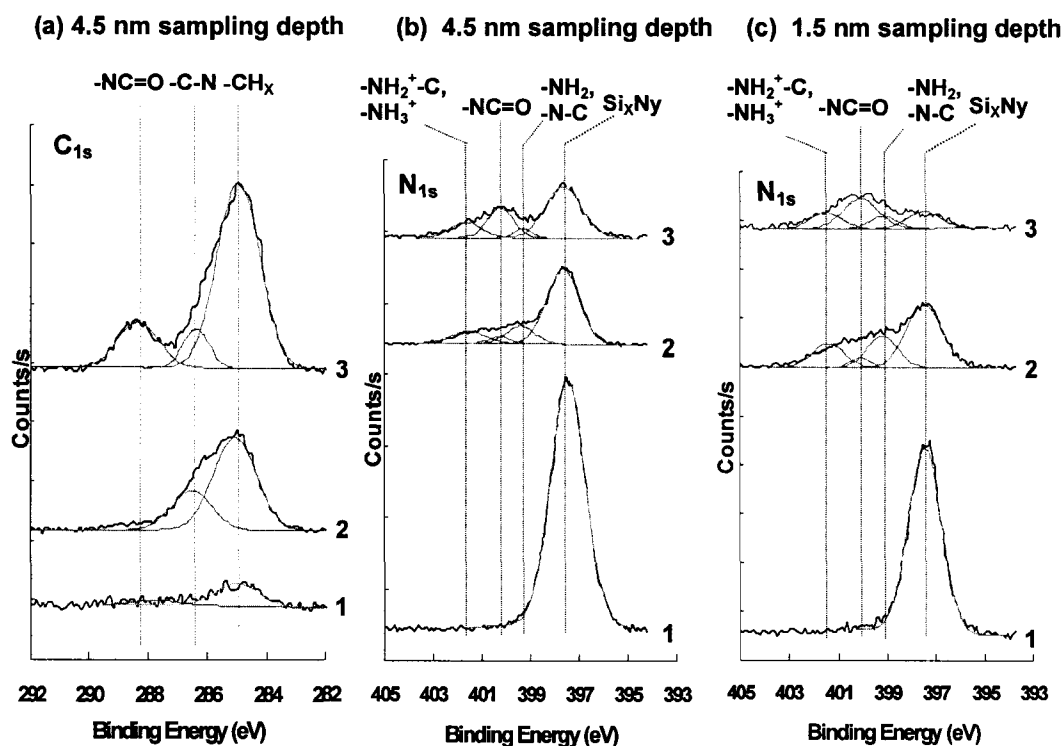 (a) 4.5 nm sampling depth
(b) 4.5 nm sampling depth
(c) 1.5 nm sampling depth
-NC=O -C-N -CHX
C1s
3
2
1
Counts/s
292 290 288 286 284 282
Binding Energy (eV)
-NH2+-C,
-NH3+
-NC=O
-NH2,
-N-C
SiXNy
N1s
3
2
1
Counts/s
405 403 401 399 397 395 393
Binding Energy (eV)
-NH2+-C,
-NH3+
-NC=O
-NH2,
-N-C
SiXNy
N1s
3
2
1
Counts/s
405 403 401 399 397 395 393
Binding Energy (eV)